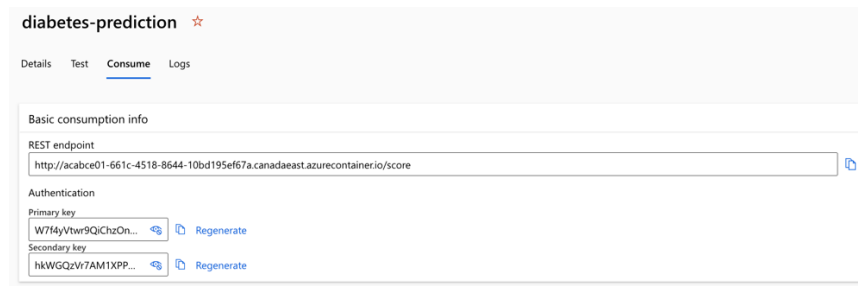 diabetes-prediction
Details Test Consume Logs
Basic consumption info
REST endpoint
http://acabce01-661c-4518-8644-10bd195ef67a.canadaeast.azurecontainer.io/score
Authentication
Primary key
W7f4yVtwr9QiChzOn... Regenerate
Secondary key
hkWGQzVr7AM1XPP... Regenerate